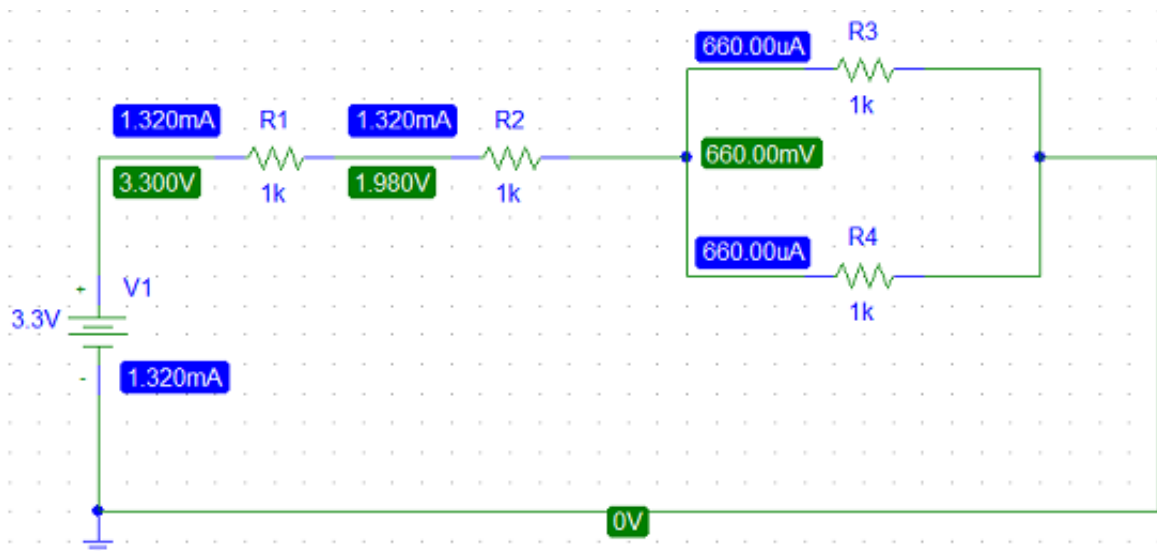 660.00uA
R3
1k
1.320mA
R1
1.320mA
R2
3.300V
1k
1.980V
1k
660.00mV
660.00uA
R4
1k
+
V1
3.3V
-
1.320mA
0V